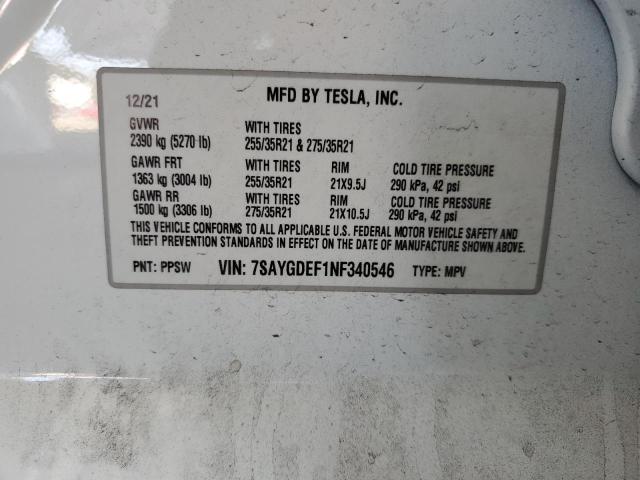 12/21 MFD BY TESLA, INC.
GVWR WITH TIRES
2390 kg (5270 lb) 255/35R21 & 275/35R21
GAWR FRT WITH TIRES RIM COLD TIRE PRESSURE
1363 kg (3004 lb) 255/35R21 21X9.5J 290 kPa, 42 psi
GAWR RR WITH TIRES RIM COLD TIRE PRESSURE
1500 kg (3306 lb) 275/35R21 21X10.5J 290 kPa, 42 psi
THIS VEHICLE CONFORMS TO ALL APPLICABLE U.S. FEDERAL MOTOR VEHICLE SAFETY AND
THEFT PREVENTION STANDARDS IN EFFECT ON THE DATE OF MANUFACTURE SHOWN ABOVE.
PNT: PPSW VIN: 7SAYGDEF1NF340546 TYPE: MPV